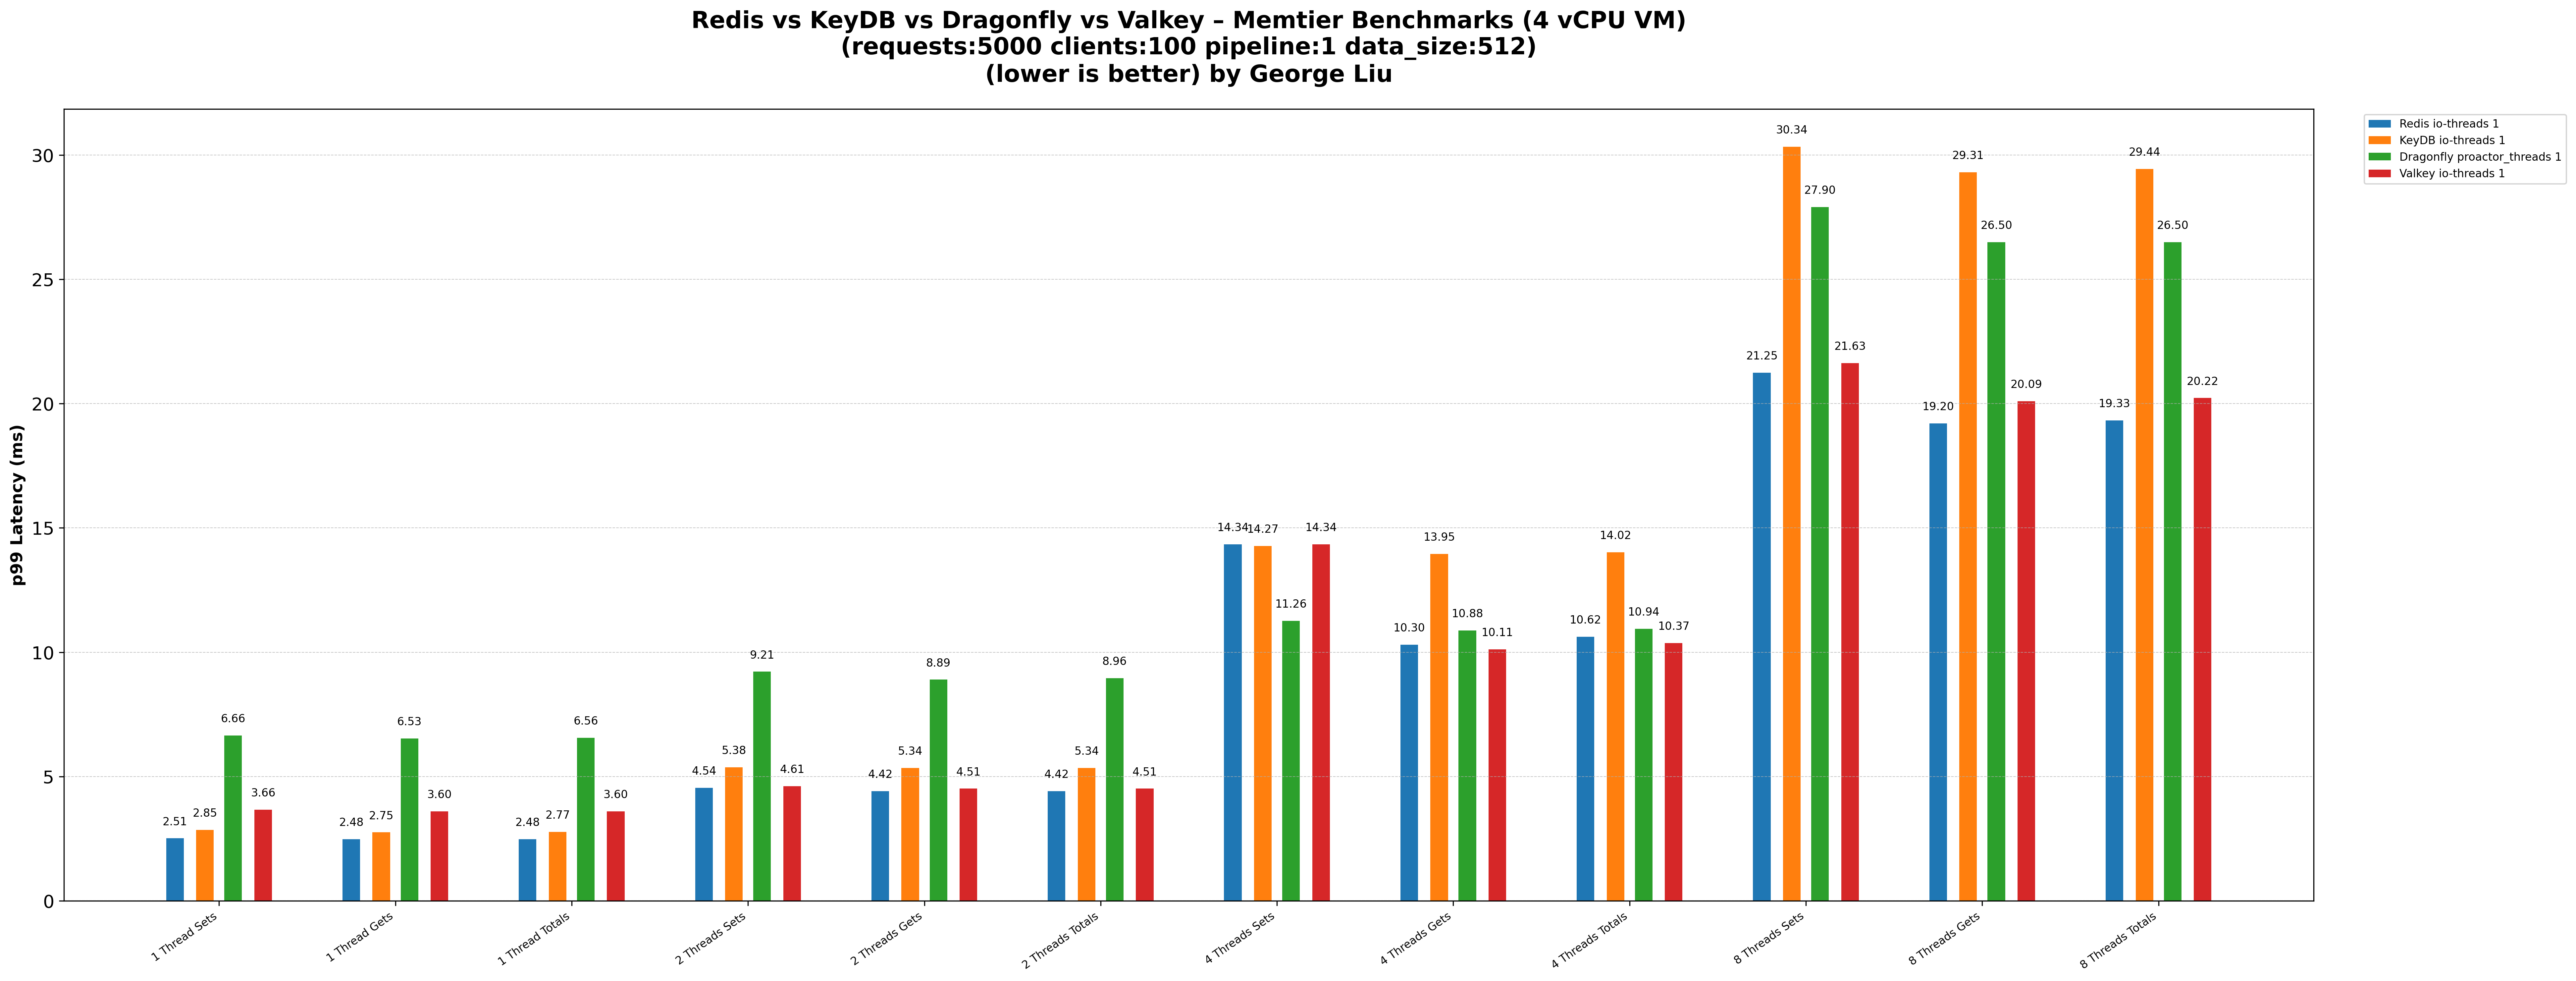 Redis vs KeyDB vs Dragonfly vs Valkey – Memtier Benchmarks (4 vCPU VM)
(requests:5000 clients:100 pipeline:1 data_size:512)
(lower is better) by George Liu
Redis io-threads 1
KeyDB io-threads 1
Dragonfly proactor_threads 1
Valkey io-threads 1
p99 Latency (ms)
30
25
20
15
10
5
0
2.51 2.85 6.66 3.66
2.48 2.75 6.53 3.60
2.48 2.77 6.56 3.60
4.54 5.38 9.21 4.61
4.42 5.34 8.89 4.51
4.42 5.34 8.96 4.51
14.34 14.27 11.26 14.34
10.30 13.95 10.88 10.11
10.62 14.02 10.94 10.37
21.25 30.34 27.90 21.63
19.20 29.31 26.50 20.09
19.33 29.44 26.50 20.22
1 Thread Sets
1 Thread Gets
1 Thread Totals
2 Threads Sets
2 Threads Gets
2 Threads Totals
4 Threads Sets
4 Threads Gets
4 Threads Totals
8 Threads Sets
8 Threads Gets
8 Threads Totals